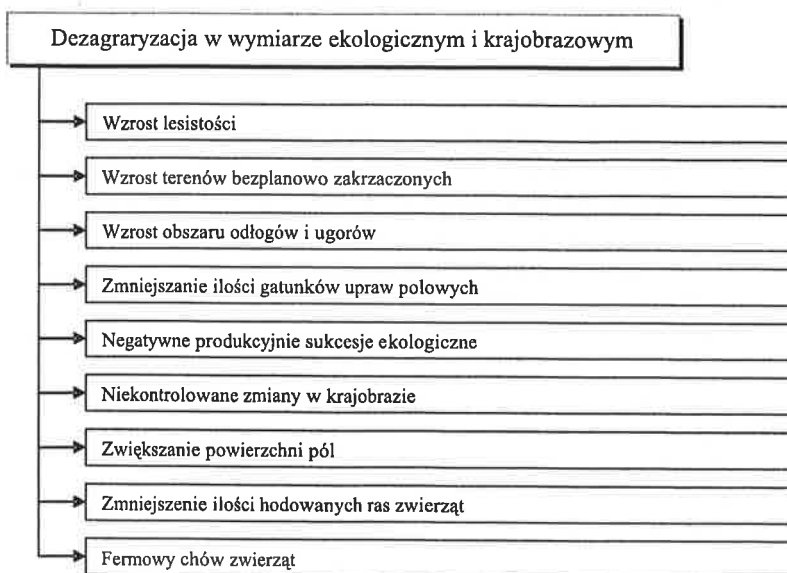 Dezagraryzacja w wymiarze ekologicznym i krajobrazowym
Wzrost lesistości
Wzrost terenów bezplanowo zakrzaczonych
Wzrost obszaru odłogów i ugorów
Zmniejszanie ilości gatunków upraw polowych
Negatywne produkcyjnie sukcesje ekologiczne
Niekontrolowane zmiany w krajobrazie
Zwiększanie powierzchni pól
Zmniejszenie ilości hodowanych ras zwierząt
Fermowy chów zwierząt